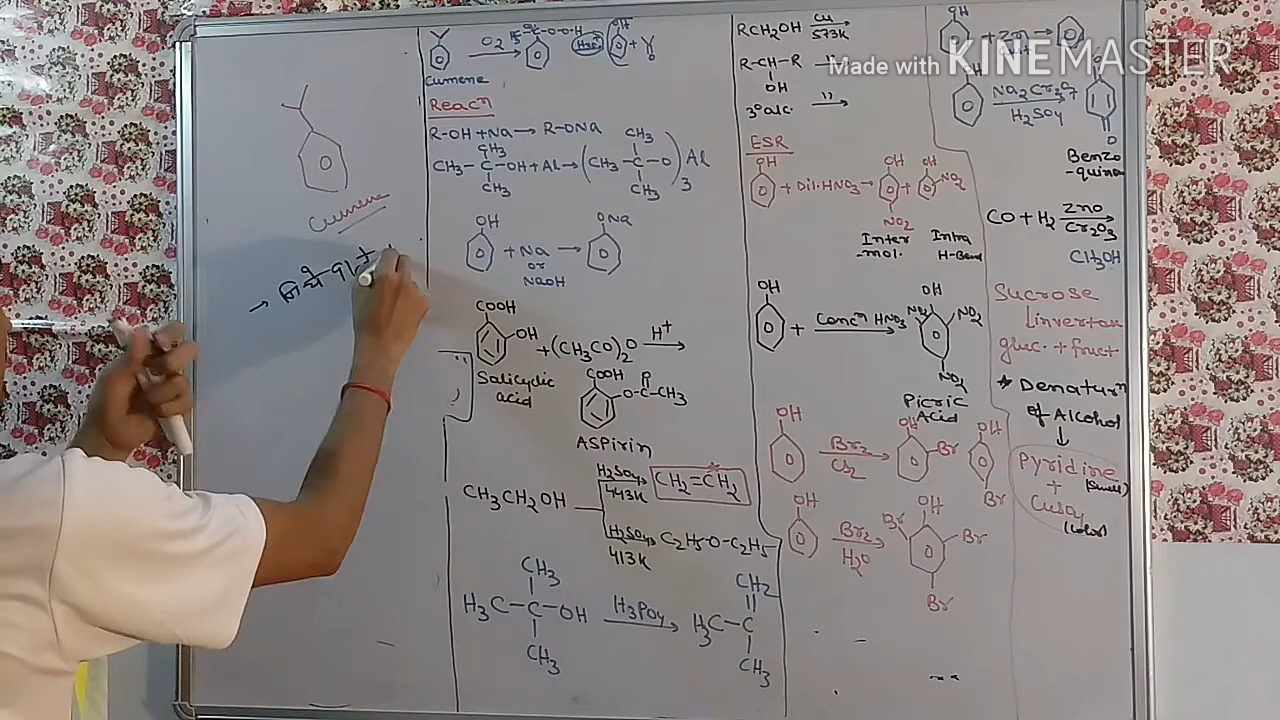 Cumene
O2
C-O-O-H
OH
+
Cumene
Reacn
R-OH + Na → R-ONa
CH3
CH3
CH3-C-OH + Al → (CH3-C-O)3 Al
CH3
CH3
OH
ONa
+ Na →
or
NaOH
COOH
OH + (CH3CO)2O H+ →
Salicylic
acid
COOH
O-C-CH3
ASPirin
CH3CH2OH
H2SO4
443K
CH2=CH2
H2SO4
413K
C2H5-O-C2H5
CH3
H3C-C-OH H3PO4 →
CH3
CH2
H3C-C
CH3
RCH2OH Cu →
573K
R-CH-R
OH
3°alc. " →
ESR
OH
OH
OH
+ Dil·HNO3 → +
NO2
NO2
Inter
mol.
Intra
H-Bond
OH
OH
+ Concn HNO3 →
NO2
NO2
NO2
Picric
Acid
OH
Br2
CS2
OH
Br
OH
Br
OH
Br2
H2O
OH
Br
Br
Br
OH
+ Zn →
OH
Na2Cr2O7
H2SO4
O
O
Benzo
-quina
CO + H2 ZnO →
Cr2O3
CH3OH
Sucrose
↓invertase
gluc. + fruct
* Denaturn
of Alcohol
↓
Pyridine
(smell)
+
CuSO4
(color)
Made with KINEMASTER